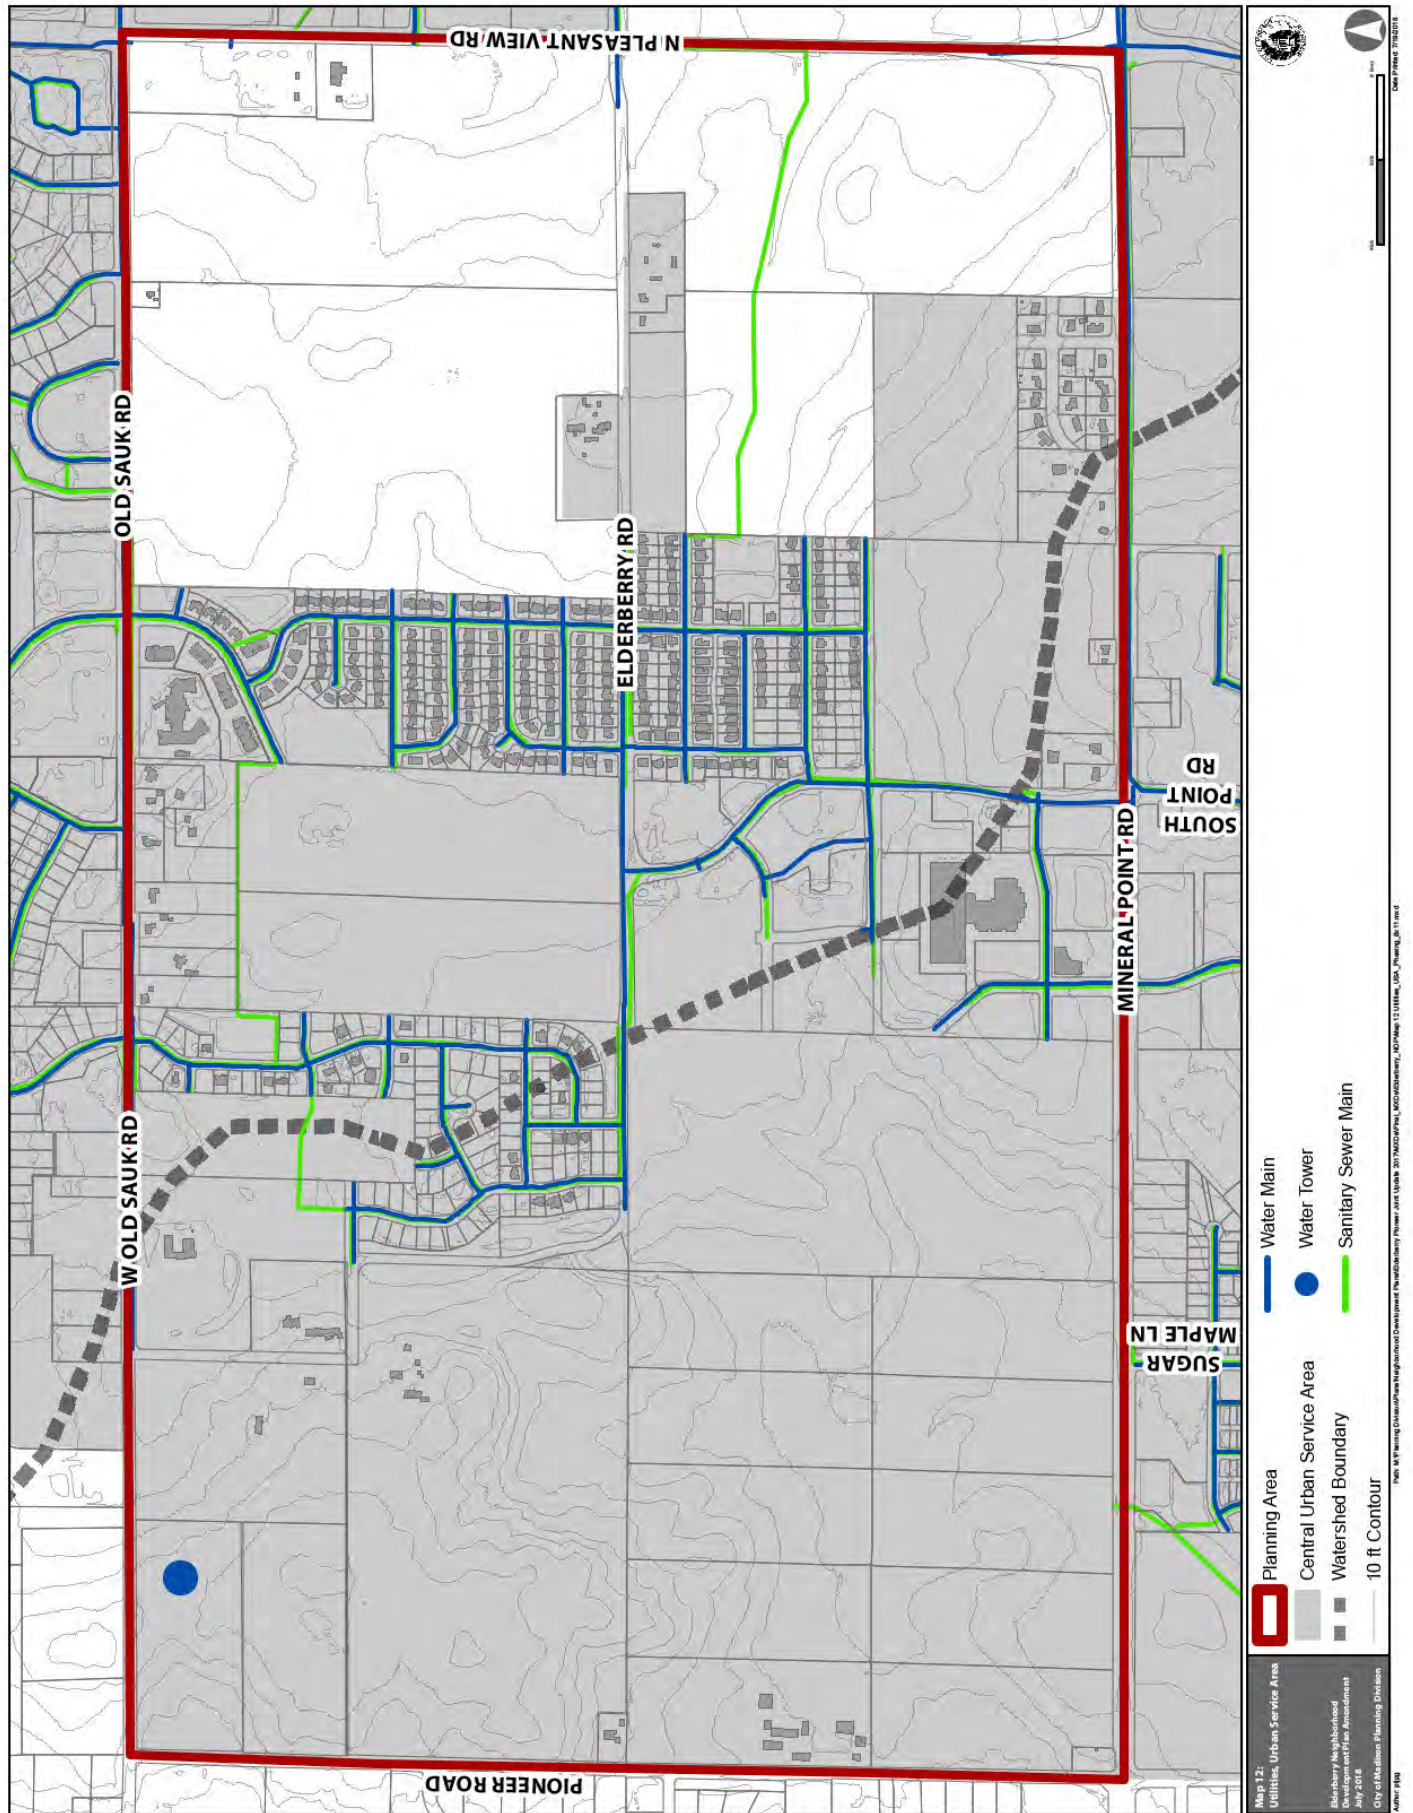 N PLEASANT VIEW RD
OLD SAUK RD
ELDERBERRY RD
W OLD SAUK RD
MINERAL POINT RD
SOUTH
POINT
RD
SUGAR
MAPLE LN
PIONEER ROAD
Map 12:
Utilities, Urban Service Area
Elderberry Neighborhood
Development Plan Amendment
July 2018
City of Madison Planning Division
Planning Area
Central Urban Service Area
Watershed Boundary
10 ft Contour
Water Main
Water Tower
Sanitary Sewer Main